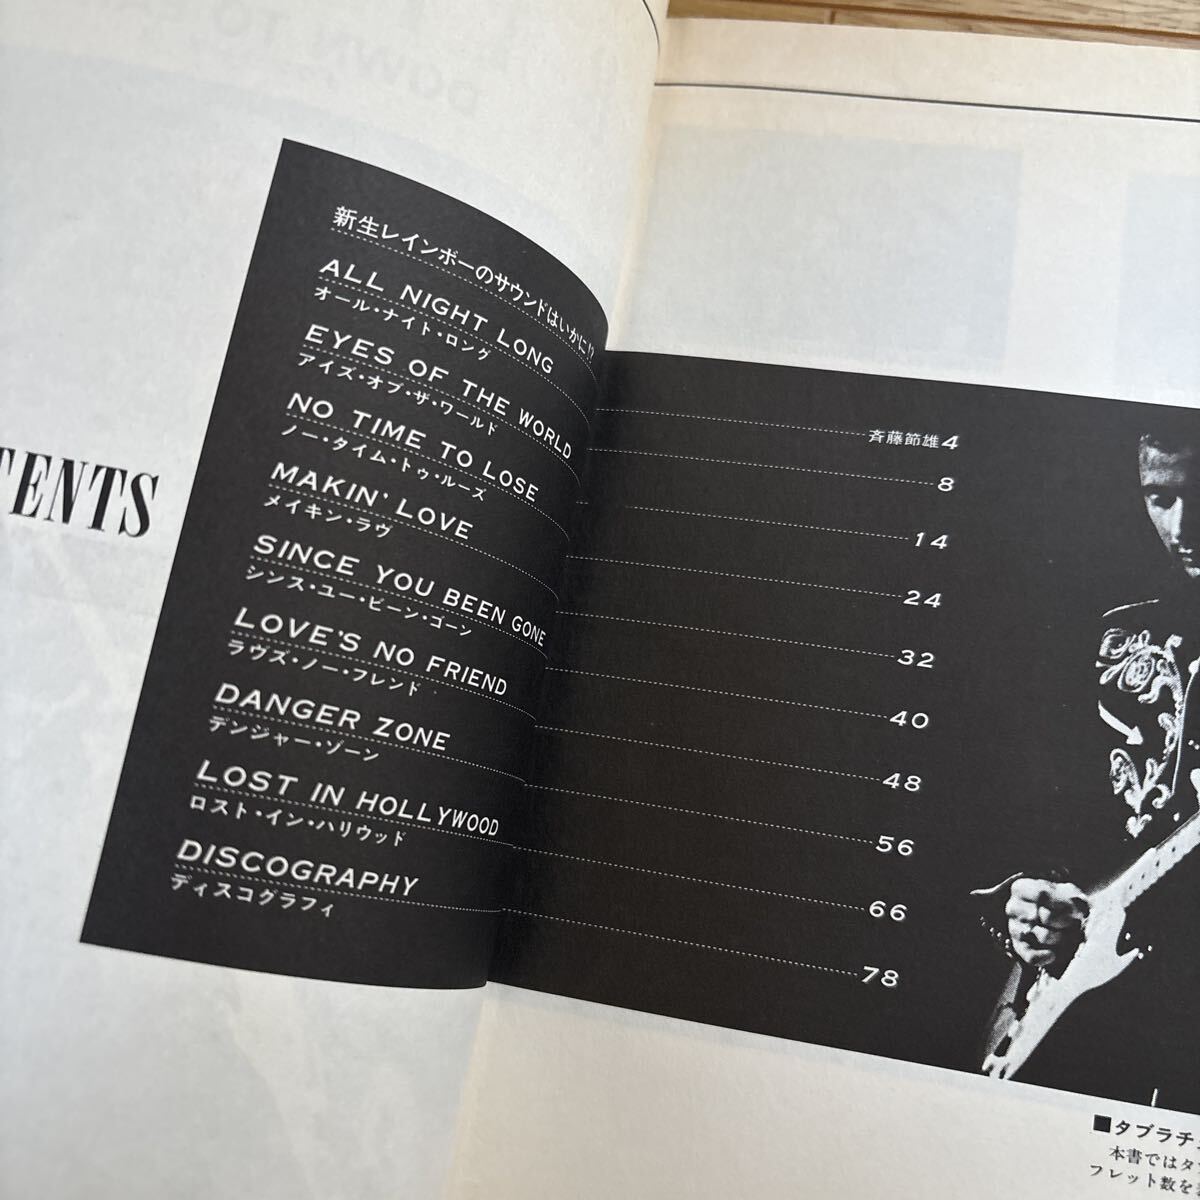 TENTS
新生レインボーのサウンドはいかに!?
斉藤節雄4
ALL NIGHT LONG
オール・ナイト・ロング
8
EYES OF THE WORLD
アイズ・オブ・ザ・ワールド
14
NO TIME TO LOSE
ノー・タイム・トゥ・ルーズ
24
MAKIN' LOVE
メイキン・ラヴ
32
SINCE YOU BEEN GONE
シンス・ユー・ビーン・ゴーン
40
LOVE'S NO FRIEND
ラヴズ・ノー・フレンド
48
DANGER ZONE
デンジャー・ゾーン
56
LOST IN HOLLYWOOD
ロスト・イン・ハリウッド
66
DISCOGRAPHY
ディスコグラフィ
78
■タブラチ
本書ではタ
フレット数を